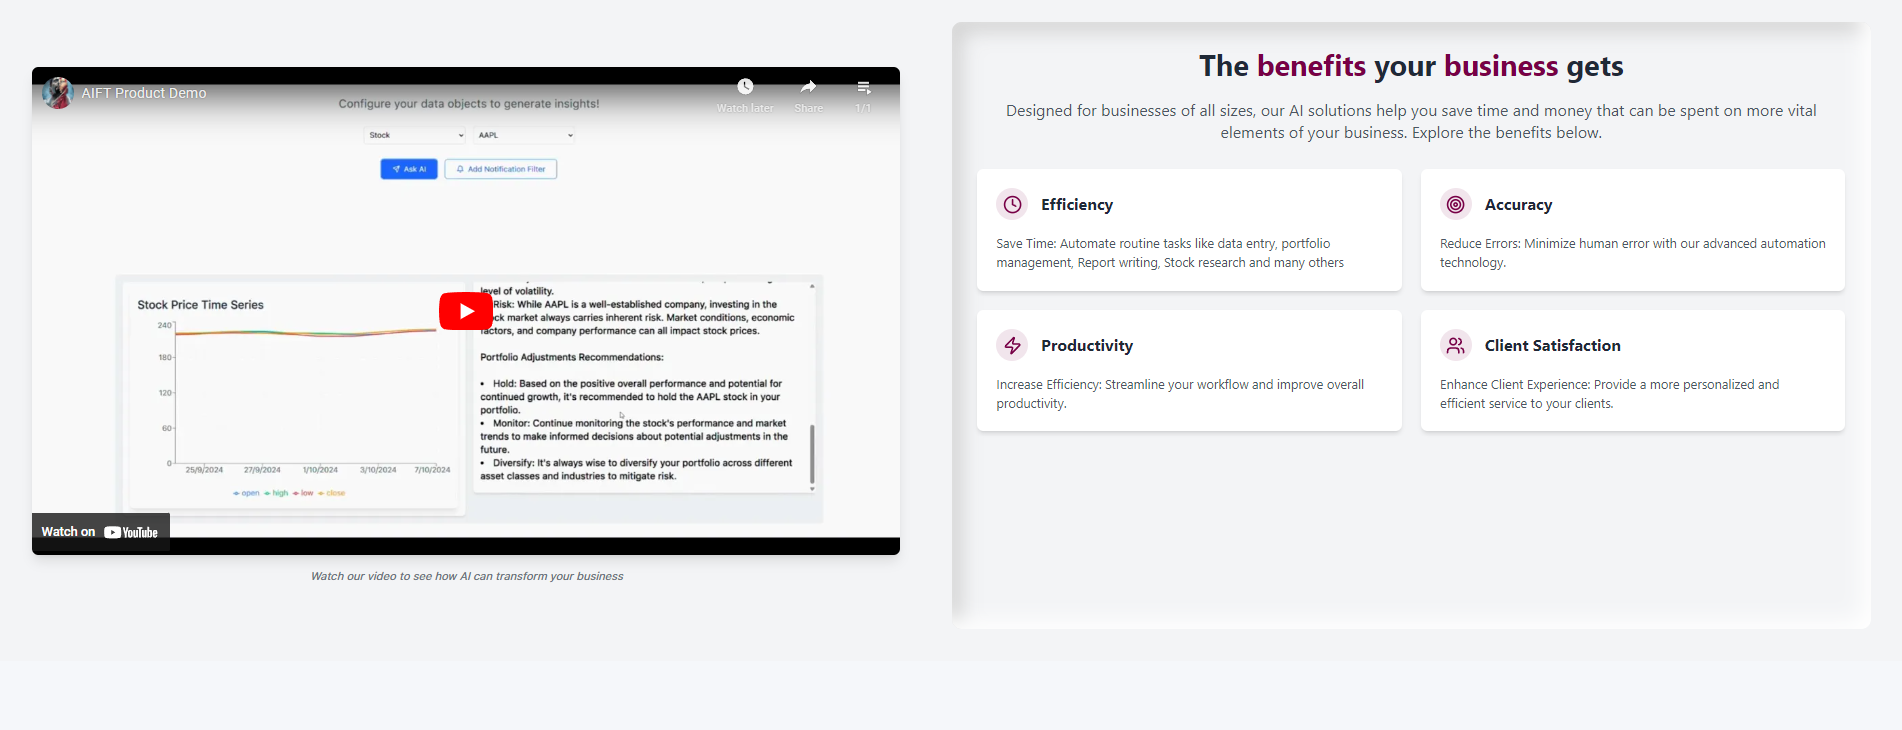 AIFT Product Demo
Watch later
Share
1/1
Configure your data objects to generate insights!
Stock
AAPL
Ask AI
Add Notification Filter
Stock Price Time Series
240
180
120
60
0
25/9/2024
27/9/2024
1/10/2024
3/10/2024
7/10/2024
open
high
low
close
level of volatility.
Risk: While AAPL is a well-established company, investing in the
market always carries inherent risk. Market conditions, economic
factors, and company performance can all impact stock prices.
Portfolio Adjustments Recommendations:
• Hold: Based on the positive overall performance and potential for
continued growth, it's recommended to hold the AAPL stock in your
portfolio.
• Monitor: Continue monitoring the stock's performance and market
trends to make informed decisions about potential adjustments in the
future.
• Diversify: It's always wise to diversify your portfolio across different
asset classes and industries to mitigate risk.
Watch on YouTube
Watch our video to see how AI can transform your business
The benefits your business gets
Designed for businesses of all sizes, our AI solutions help you save time and money that can be spent on more vital
elements of your business. Explore the benefits below.
Efficiency
Save Time: Automate routine tasks like data entry, portfolio
management, Report writing, Stock research and many others
Accuracy
Reduce Errors: Minimize human error with our advanced automation
technology.
Productivity
Increase Efficiency: Streamline your workflow and improve overall
productivity.
Client Satisfaction
Enhance Client Experience: Provide a more personalized and
efficient service to your clients.